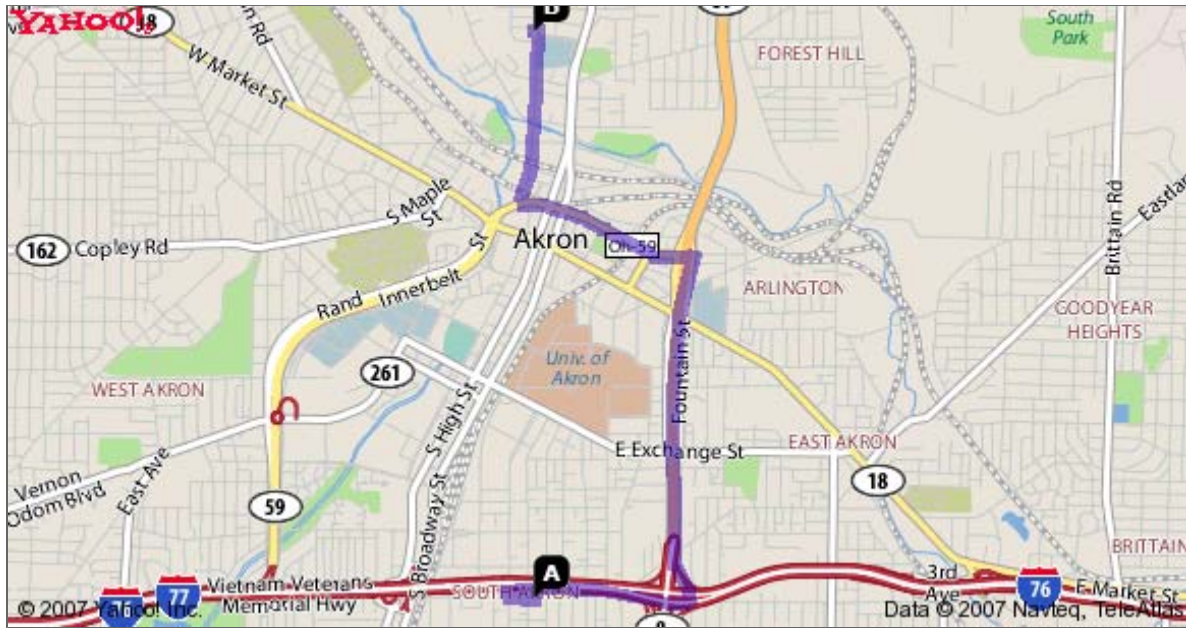 YAHOO!
18
W Market St
FOREST HILL
South
Park
Brittain Rd
S Maple
St
162
Copley Rd
St
Akron
Oh-59
Rand
Innerbelt
ARLINGTON
GOODYEAR
HEIGHTS
Univ. of
Akron
Fountain St
WEST AKRON
261
S High St
E Exchange St
EAST AKRON
18
Vernon
Odom Blvd
East Ave
59
S Broadway St
BRITTAIN
A
SOUTH AKRON
77
Vietnam Veterans
Memorial Hwy
3rd
Ave
76
E Market St
© 2007 Yahoo! Inc.
Data © 2007 Navteq, TeleAtlas